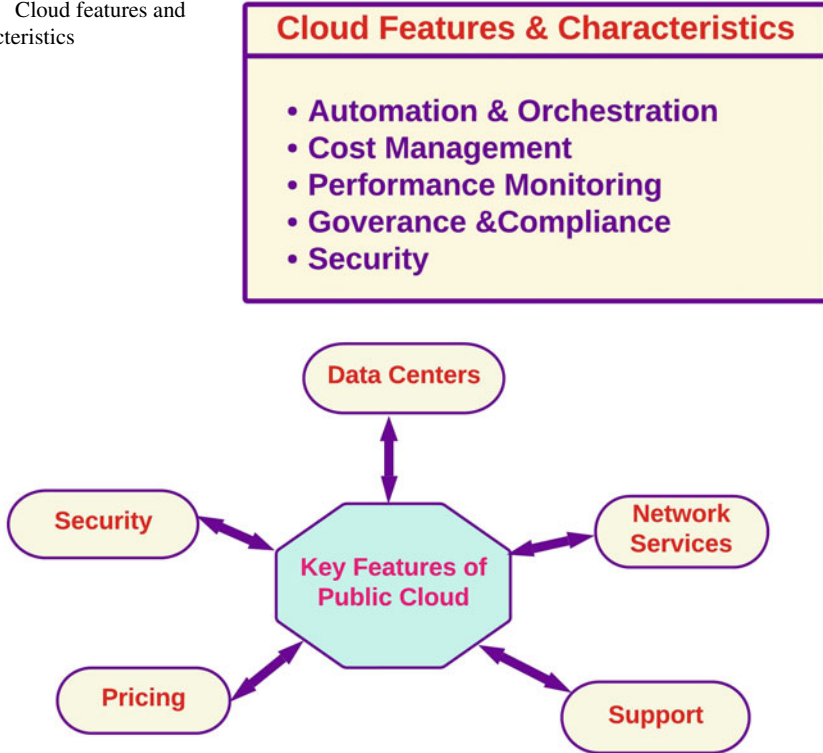 Cloud features and
cteristics
Cloud Features & Characteristics
• Automation & Orchestration
• Cost Management
• Performance Monitoring
• Goverance &Compliance
• Security
Data Centers
Security
Network
Services
Key Features of
Public Cloud
Pricing
Support